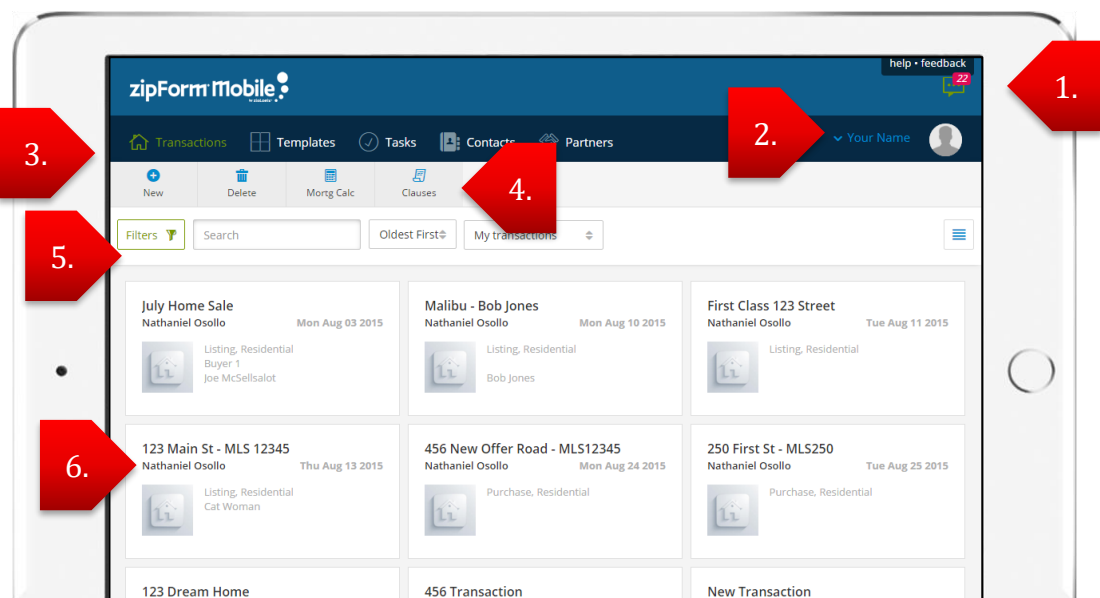 help • feedback
22
1.
zipForm Mobile
2.
Your Name
3.
Transactions
Templates
Tasks
Contacts
Partners
New
Delete
Mortg Calc
Clauses
4.
5.
Filters
Search
Oldest First
My transactions
July Home Sale
Nathaniel Osollo Mon Aug 03 2015
Listing, Residential
Buyer 1
Joe McSellsalot
Malibu - Bob Jones
Nathaniel Osollo Mon Aug 10 2015
Listing, Residential
Bob Jones
First Class 123 Street
Nathaniel Osollo Tue Aug 11 2015
Listing, Residential
6.
123 Main St - MLS 12345
Nathaniel Osollo Thu Aug 13 2015
Listing, Residential
Cat Woman
456 New Offer Road - MLS12345
Nathaniel Osollo Mon Aug 24 2015
Purchase, Residential
250 First St - MLS250
Nathaniel Osollo Tue Aug 25 2015
Purchase, Residential
123 Dream Home
456 Transaction
New Transaction